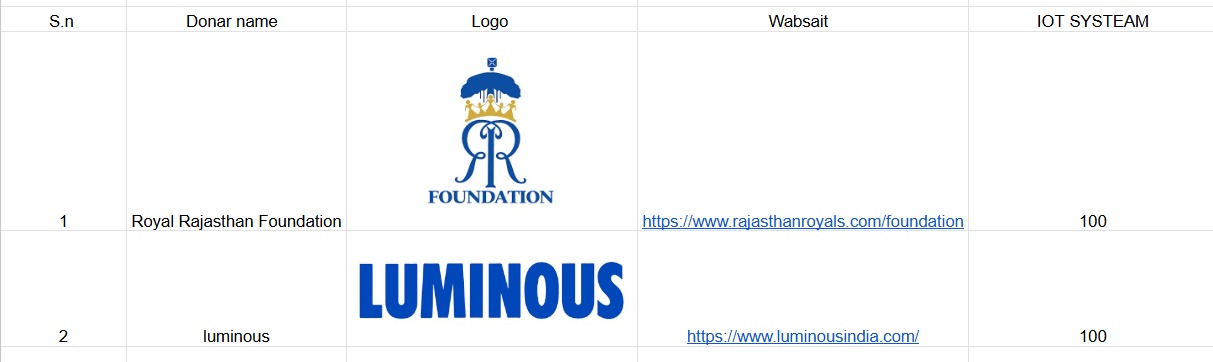 S.n Donar name Logo Wabsait IOT SYSTEAM
FOUNDATION
1 Royal Rajasthan Foundation https://www.rajasthanroyals.com/foundation 100
LUMINOUS
2 luminous https://www.luminousindia.com/ 100